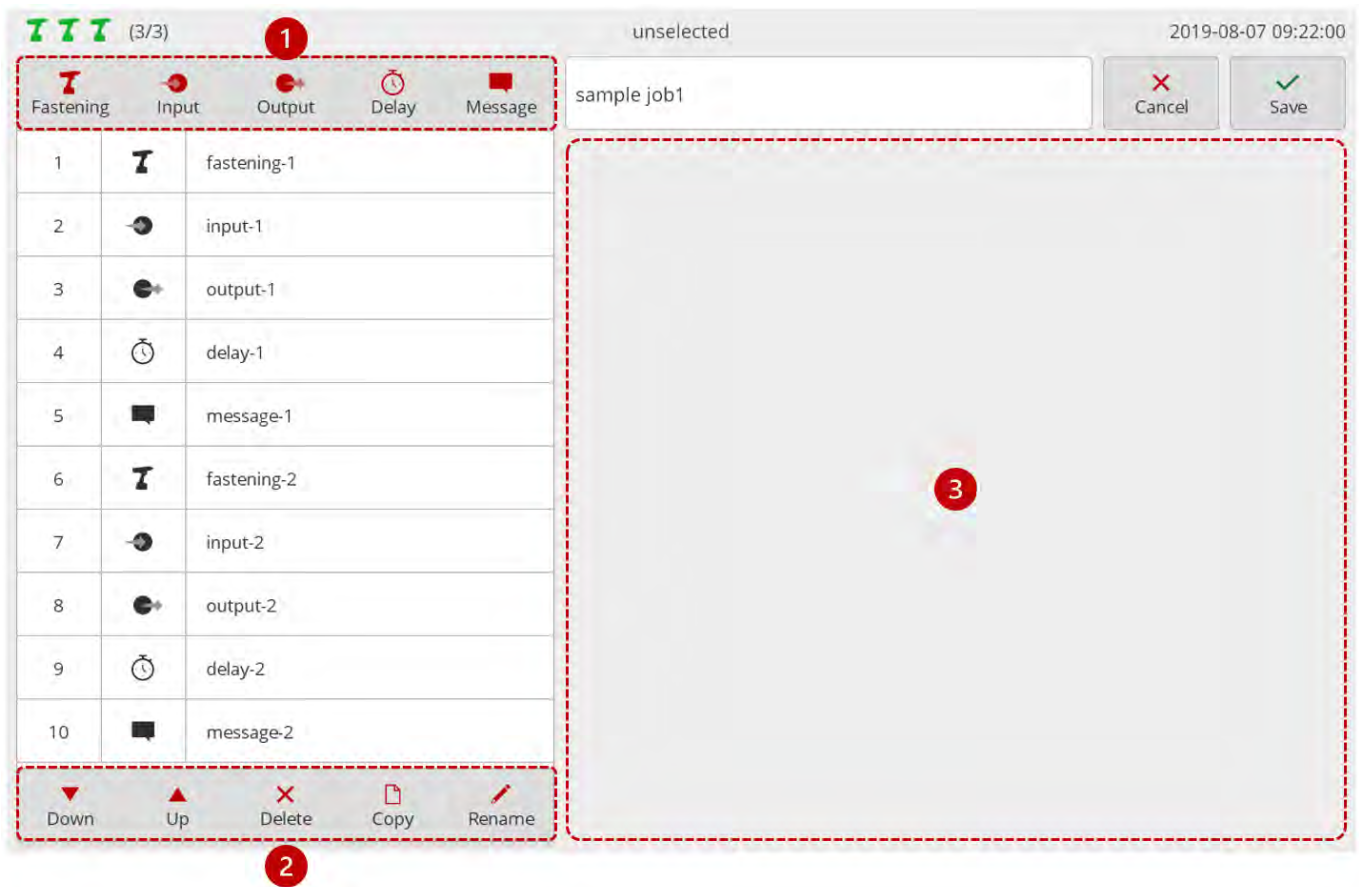 (3/3) unselected 2019-08-07 09:22:00
1
Fastening Input Output Delay Message
sample job1
Cancel Save
1 fastening-1
2 input-1
3 output-1
4 delay-1
5 message-1
6 fastening-2
3
7 input-2
8 output-2
9 delay-2
10 message-2
Down Up Delete Copy Rename
2